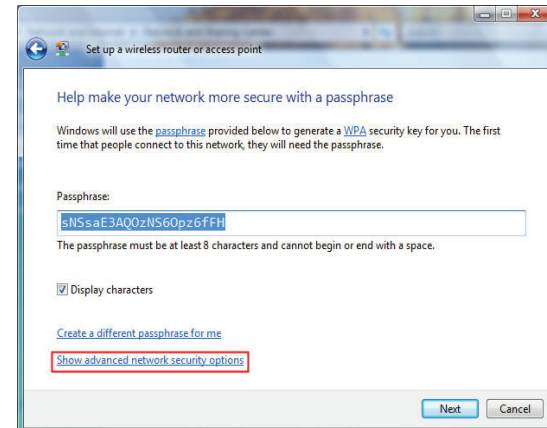 Set up a wireless router or access point
Help make your network more secure with a passphrase
Windows will use the passphrase provided below to generate a WPA security key for you. The first
time that people connect to this network, they will need the passphrase.
Passphrase:
sNSsaE3AQOzNS6Opz6fFH
The passphrase must be at least 8 characters and cannot begin or end with a space.
Display characters
Create a different passphrase for me
Show advanced network security options
Next Cancel